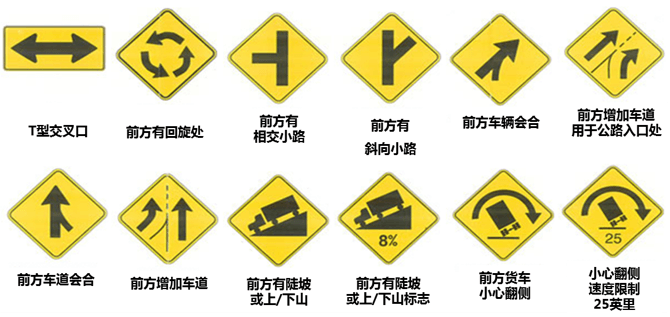 T型交叉口
前方有回旋处
前方有
相交小路
前方有
斜向小路
前方车辆会合
前方增加车道
用于公路入口处
8%
25
前方车道会合
前方增加车道
前方有陡坡
或上/下山
前方有陡坡
或上/下山标志
前方货车
小心翻侧
小心翻侧
速度限制
25英里